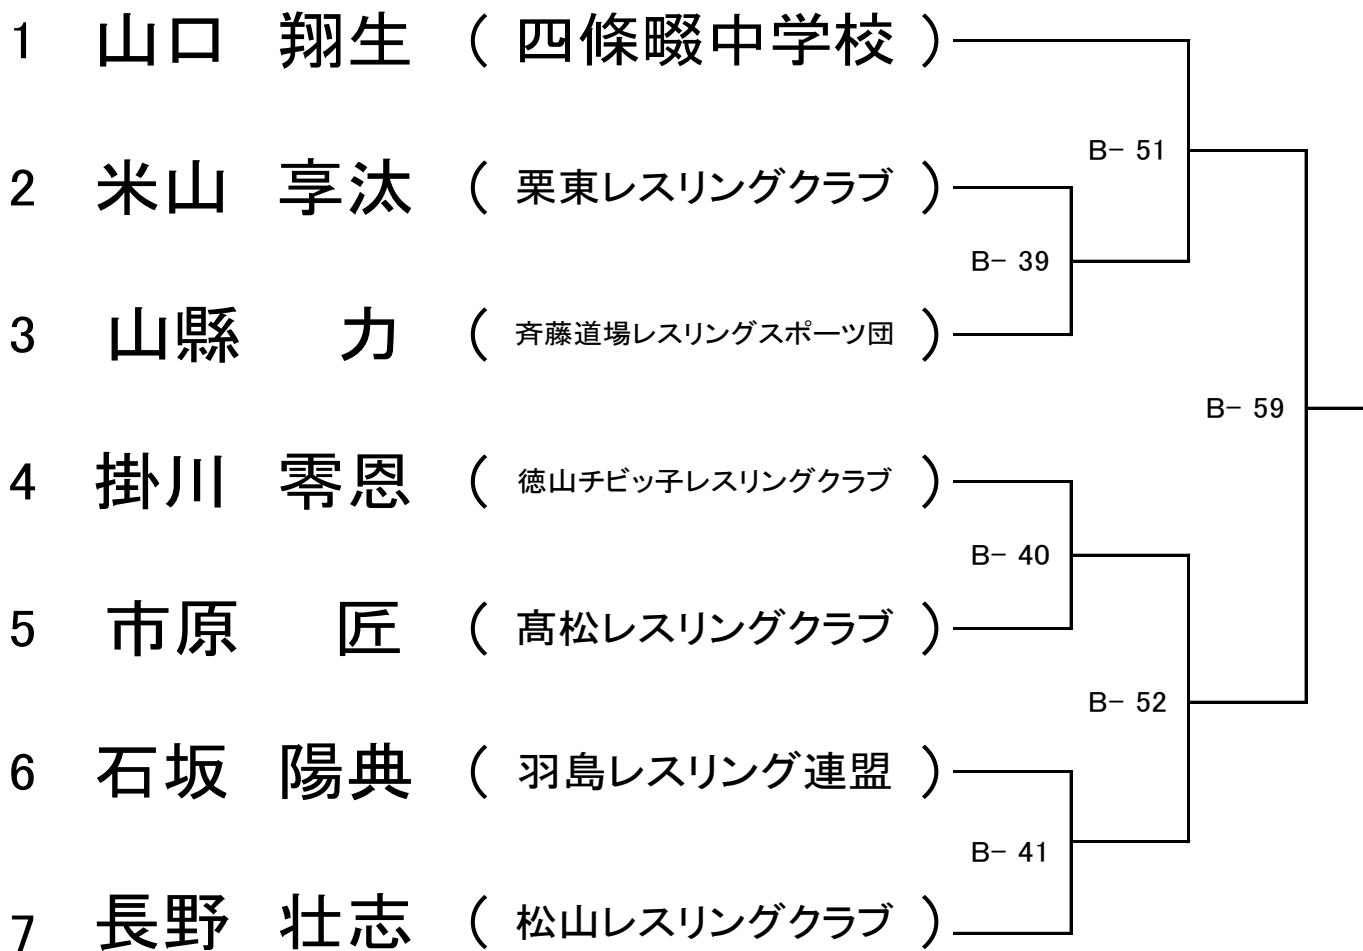 1 山口 翔生 ( 四條畷中学校 )
B- 51
2 米山 享汰 ( 栗東レスリングクラブ )
B- 39
3 山縣 力 ( 斉藤道場レスリングスポーツ団 )
B- 59
4 掛川 零恩 ( 徳山チビッ子レスリングクラブ )
B- 40
5 市原 匠 ( 髙松レスリングクラブ )
B- 52
6 石坂 陽典 ( 羽島レスリング連盟 )
B- 41
7 長野 壮志 ( 松山レスリングクラブ )